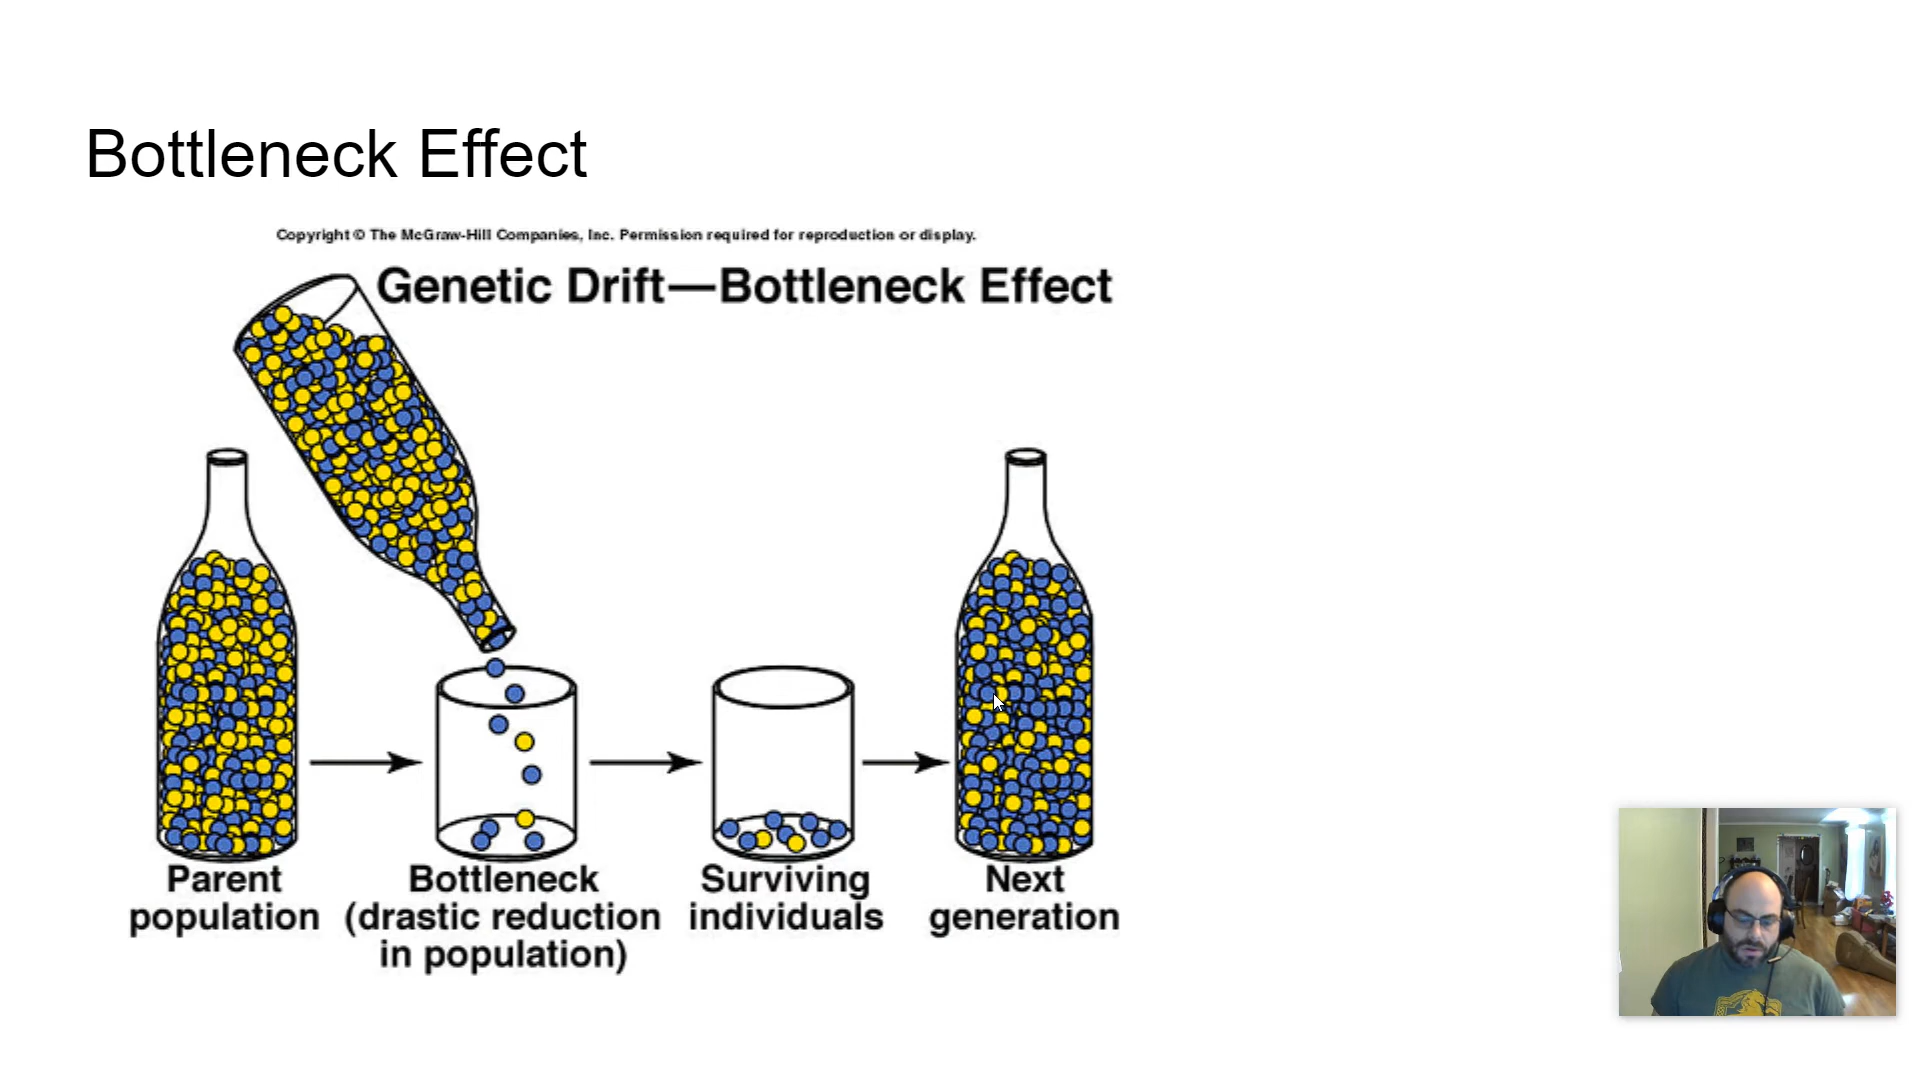 Bottleneck Effect
Copyright © The McGraw-Hill Companies, Inc. Permission required for reproduction or display.
Genetic Drift—Bottleneck Effect
Parent
population
Bottleneck
(drastic reduction
in population)
Surviving
individuals
Next
generation